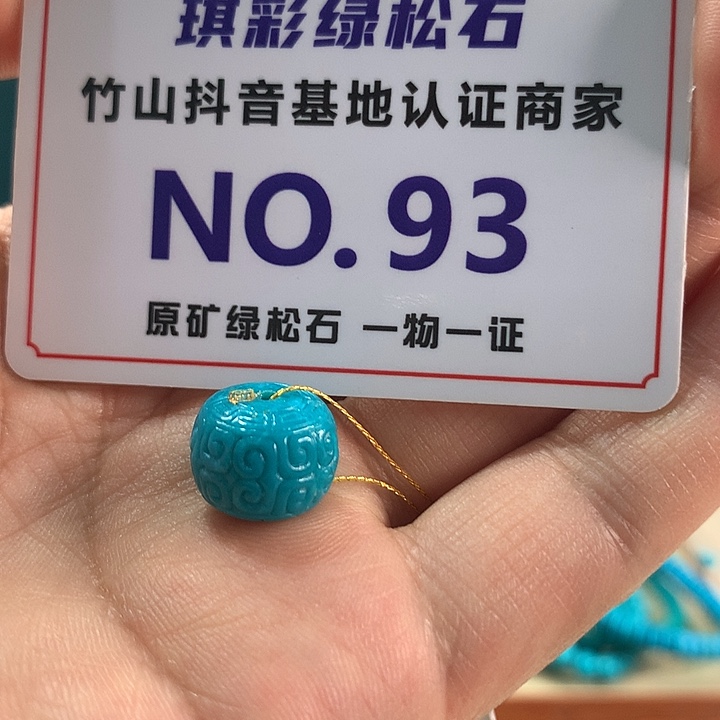 琪彩绿松石
竹山抖音基地认证商家
NO. 93
原矿绿松石 一物一证